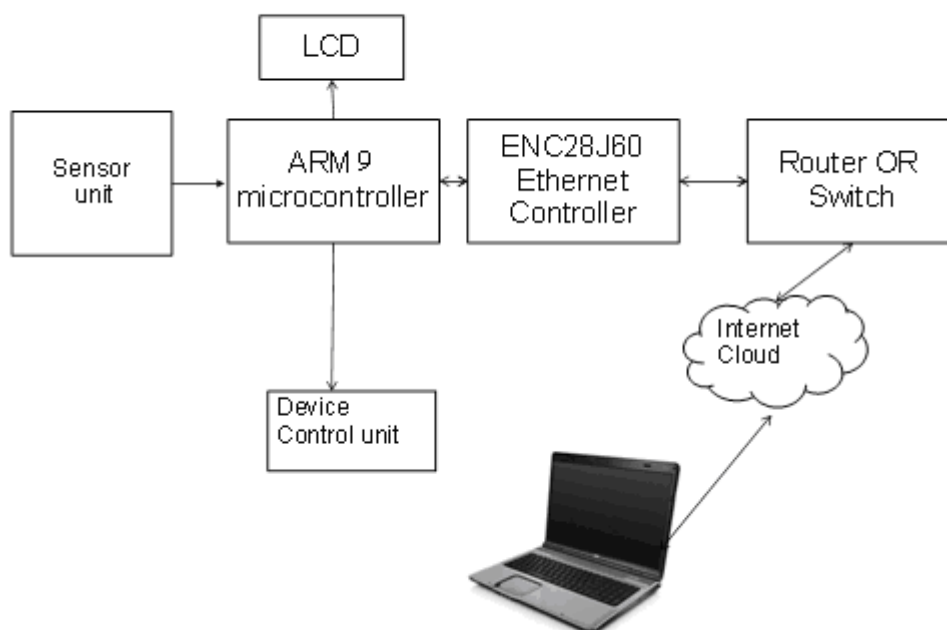 LCD
Sensor
unit
ARM 9
microcontroller
ENC28J60
Ethernet
Controller
Router OR
Switch
Internet
Cloud
Device
Control unit